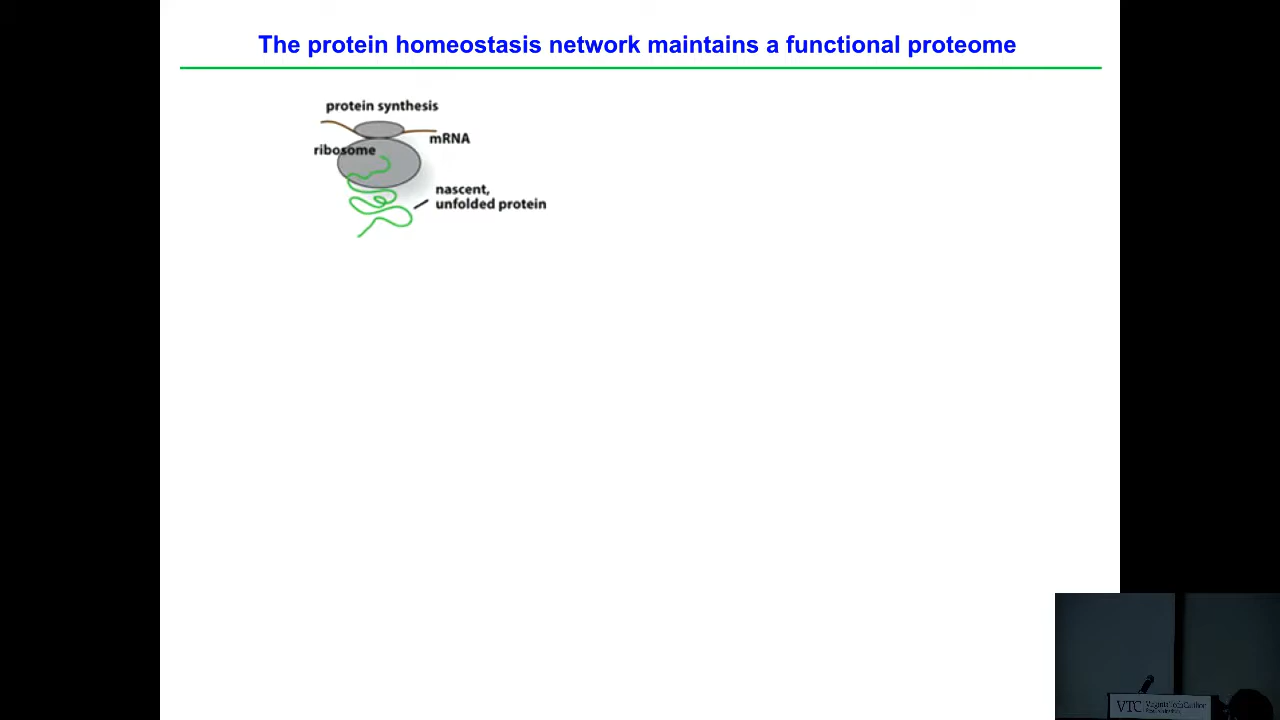 The protein homeostasis network maintains a functional proteome
protein synthesis
mRNA
ribosome
nascent,
unfolded protein
VTC